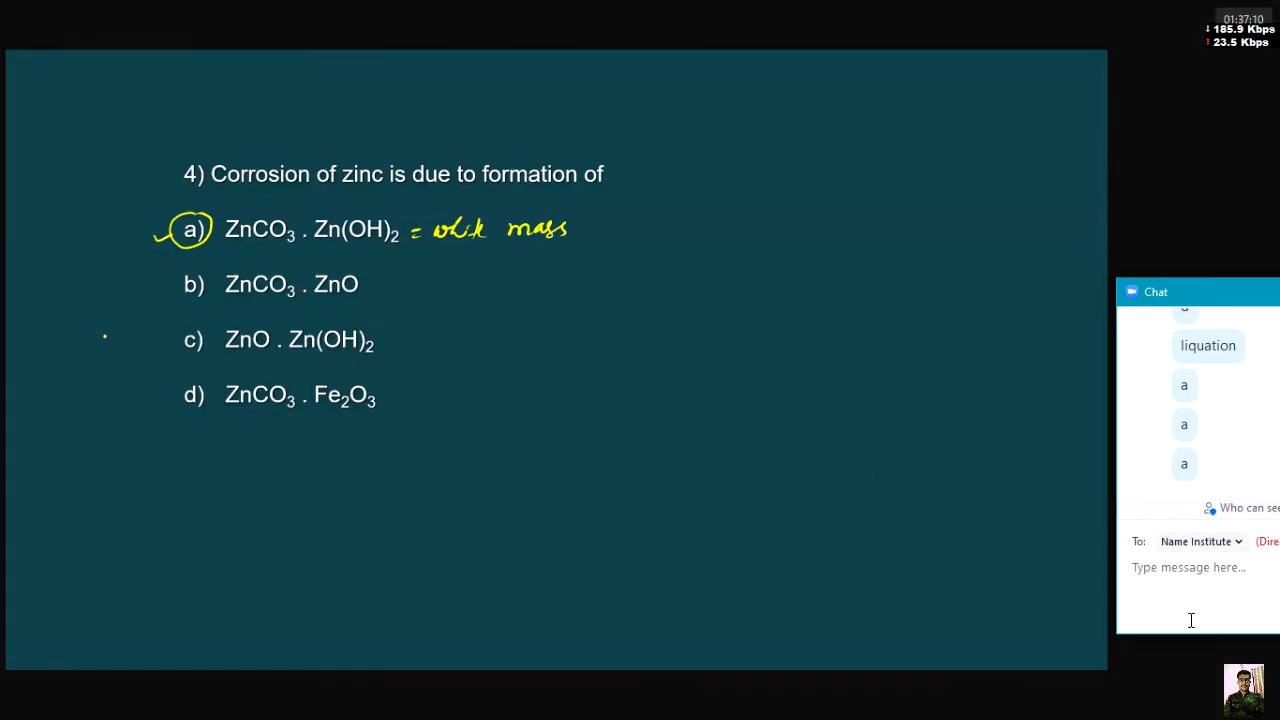 01:37:10
↓ 185.9 Kbps
↑ 23.5 Kbps
4) Corrosion of zinc is due to formation of
a) ZnCO₃ . Zn(OH)₂ = white mass
b) ZnCO₃ . ZnO
c) ZnO . Zn(OH)₂
d) ZnCO₃ . Fe₂O₃
Chat
liquation
a
a
a
Who can see
To: Name Institute (Dire
Type message here...